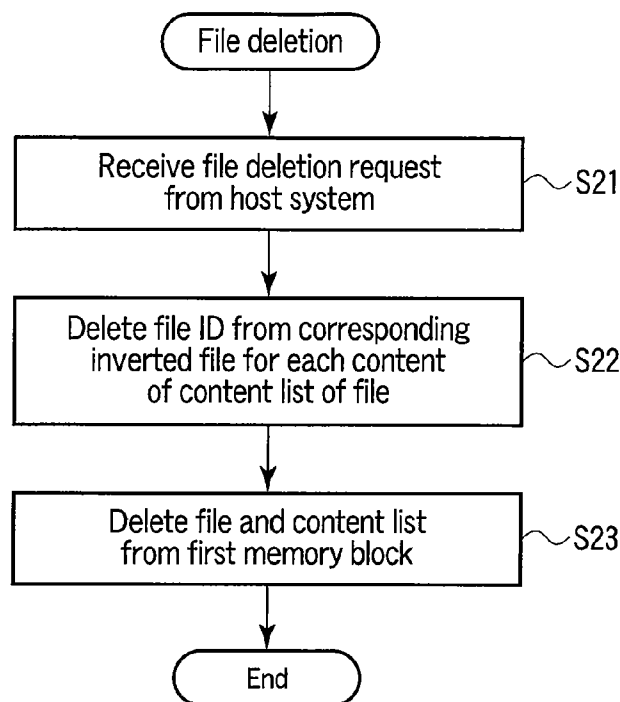 File deletion
Receive file deletion request
from host system
S21
Delete file ID from corresponding
inverted file for each content
of content list of file
S22
Delete file and content list
from first memory block
S23
End